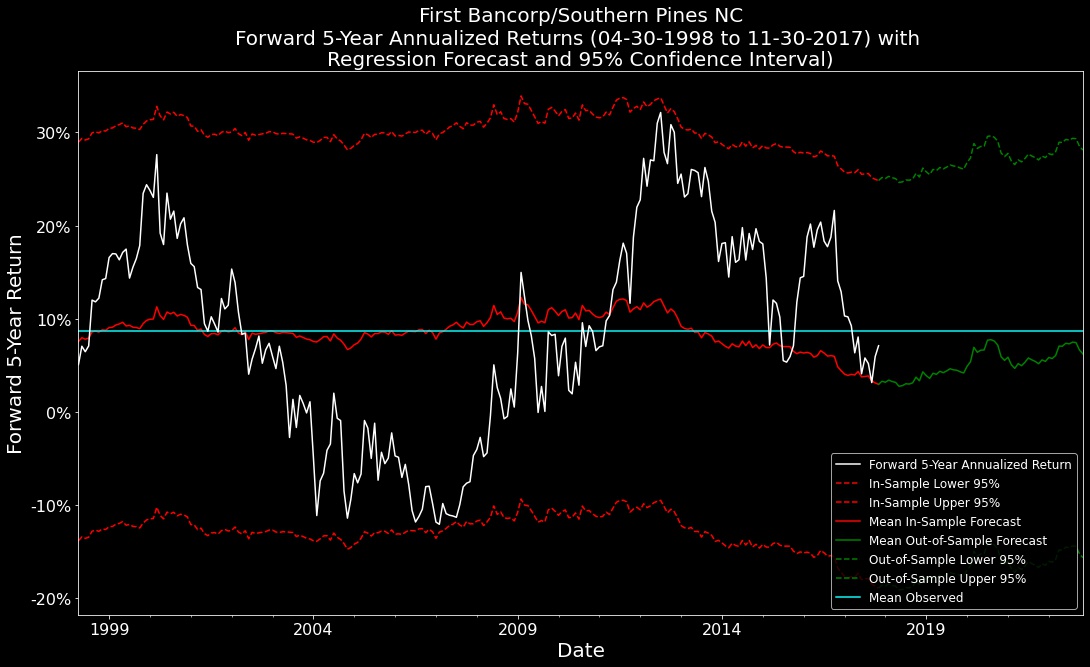 First Bancorp/Southern Pines NC
Forward 5-Year Annualized Returns (04-30-1998 to 11-30-2017) with
Regression Forecast and 95% Confidence Interval)
Forward 5-Year Return
30%
20%
10%
0%
-10%
-20%
Forward 5-Year Annualized Return
In-Sample Lower 95%
In-Sample Upper 95%
Mean In-Sample Forecast
Mean Out-of-Sample Forecast
Out-of-Sample Lower 95%
Out-of-Sample Upper 95%
Mean Observed
1999
2004
2009
2014
2019
Date